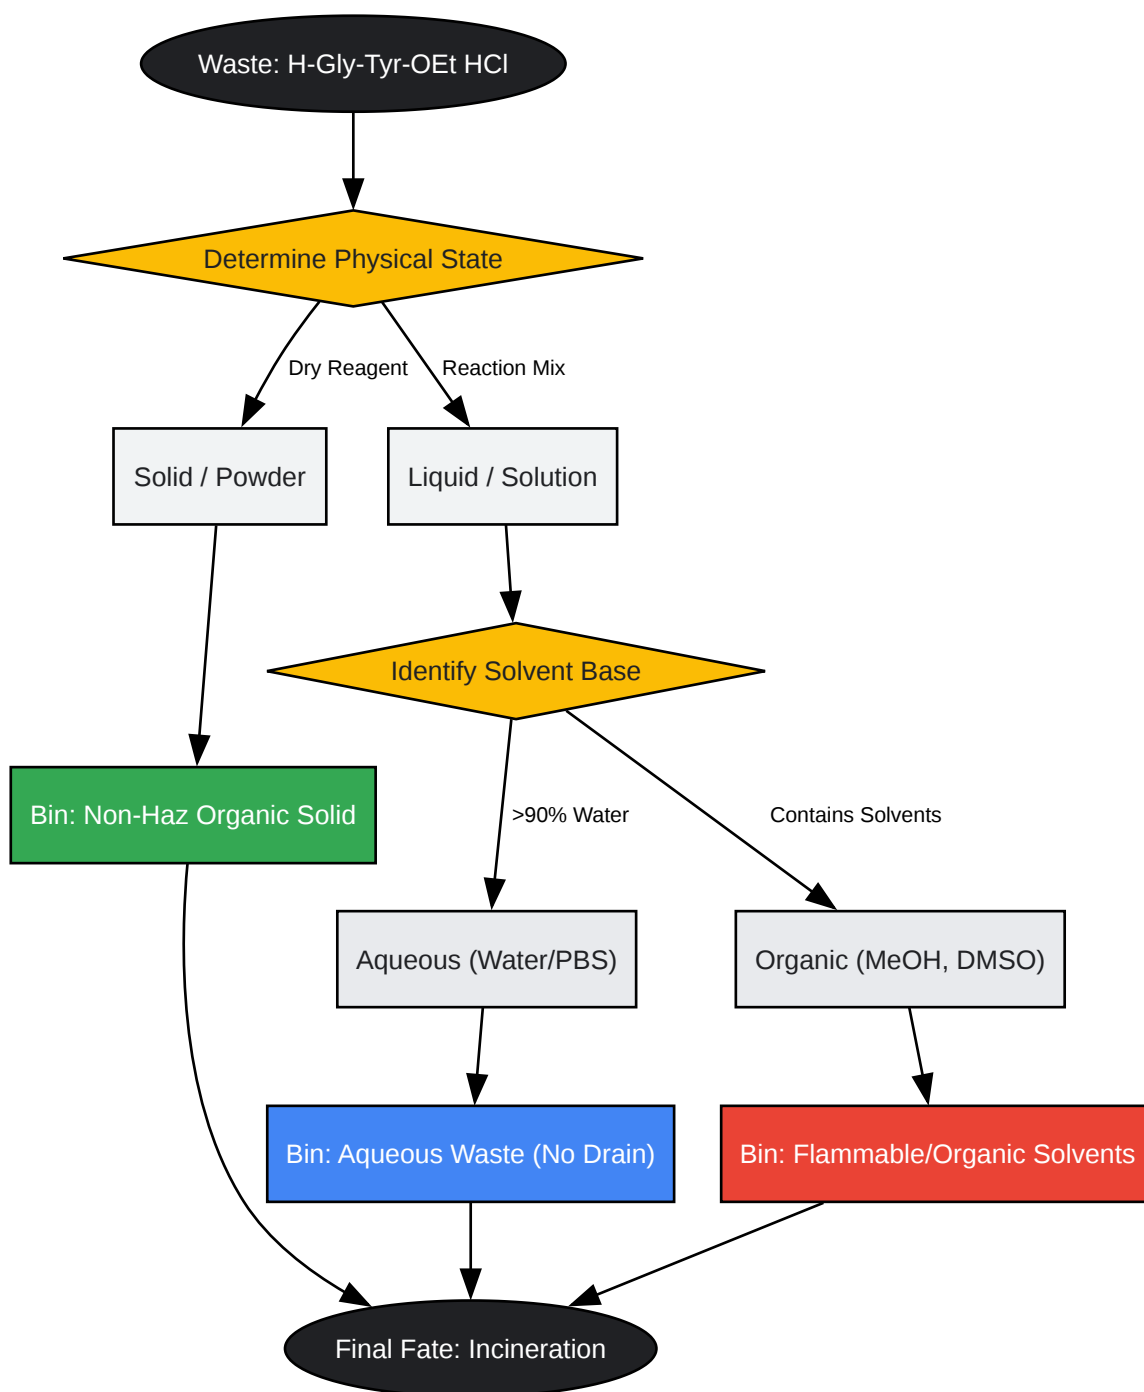 Waste: H-Gly-Tyr-OEt HCl
Determine Physical State
Dry Reagent
Reaction Mix
Solid / Powder
Liquid / Solution
Identify Solvent Base
Bin: Non-Haz Organic Solid
>90% Water
Contains Solvents
Aqueous (Water/PBS)
Organic (MeOH, DMSO)
Bin: Aqueous Waste (No Drain)
Bin: Flammable/Organic Solvents
Final Fate: Incineration